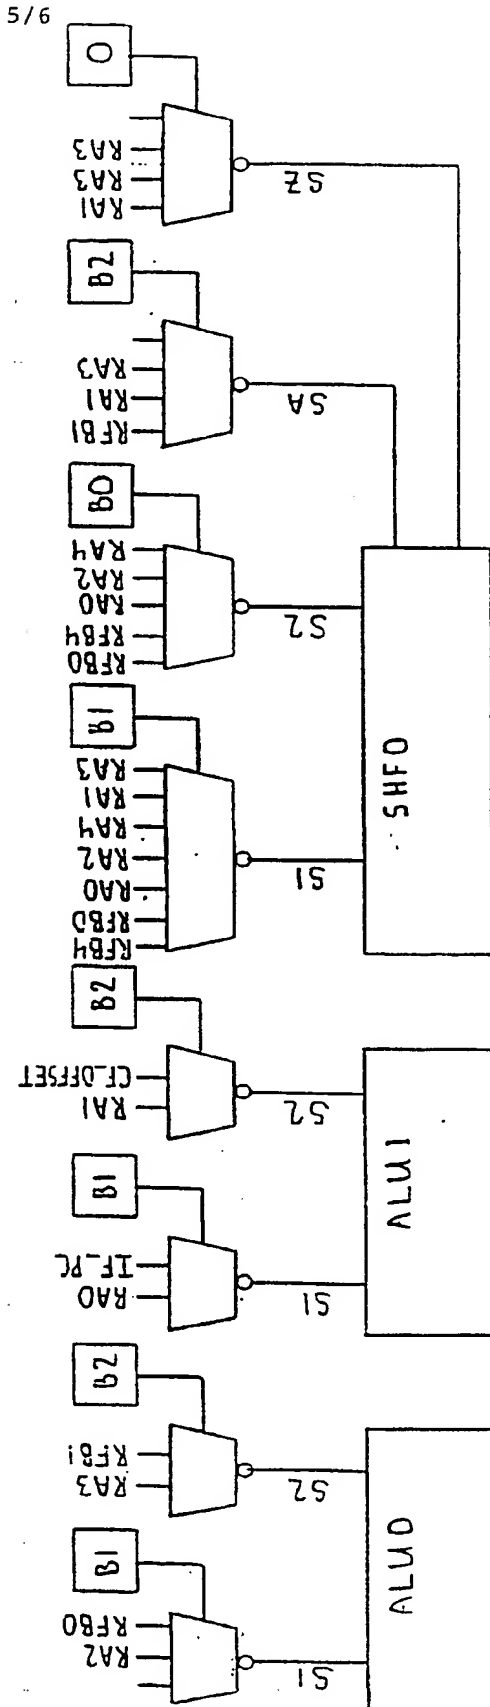 5/6
0
RA3
RA3
RA1
SZ
B2
RA3
RA1
RFB1
SA
B0
RA4
RA2
RA0
RFB4
RFB0
S2
B1
RA3
RA1
RA4
RA2
RA0
RFB0
RFB4
S1
SHF0
B2
CF_OFFSET
RA1
S2
B1
IF_PC
RA0
S1
ALU1
B2
RFB1
RA3
S2
B1
RFB0
RA2
S1
ALU0